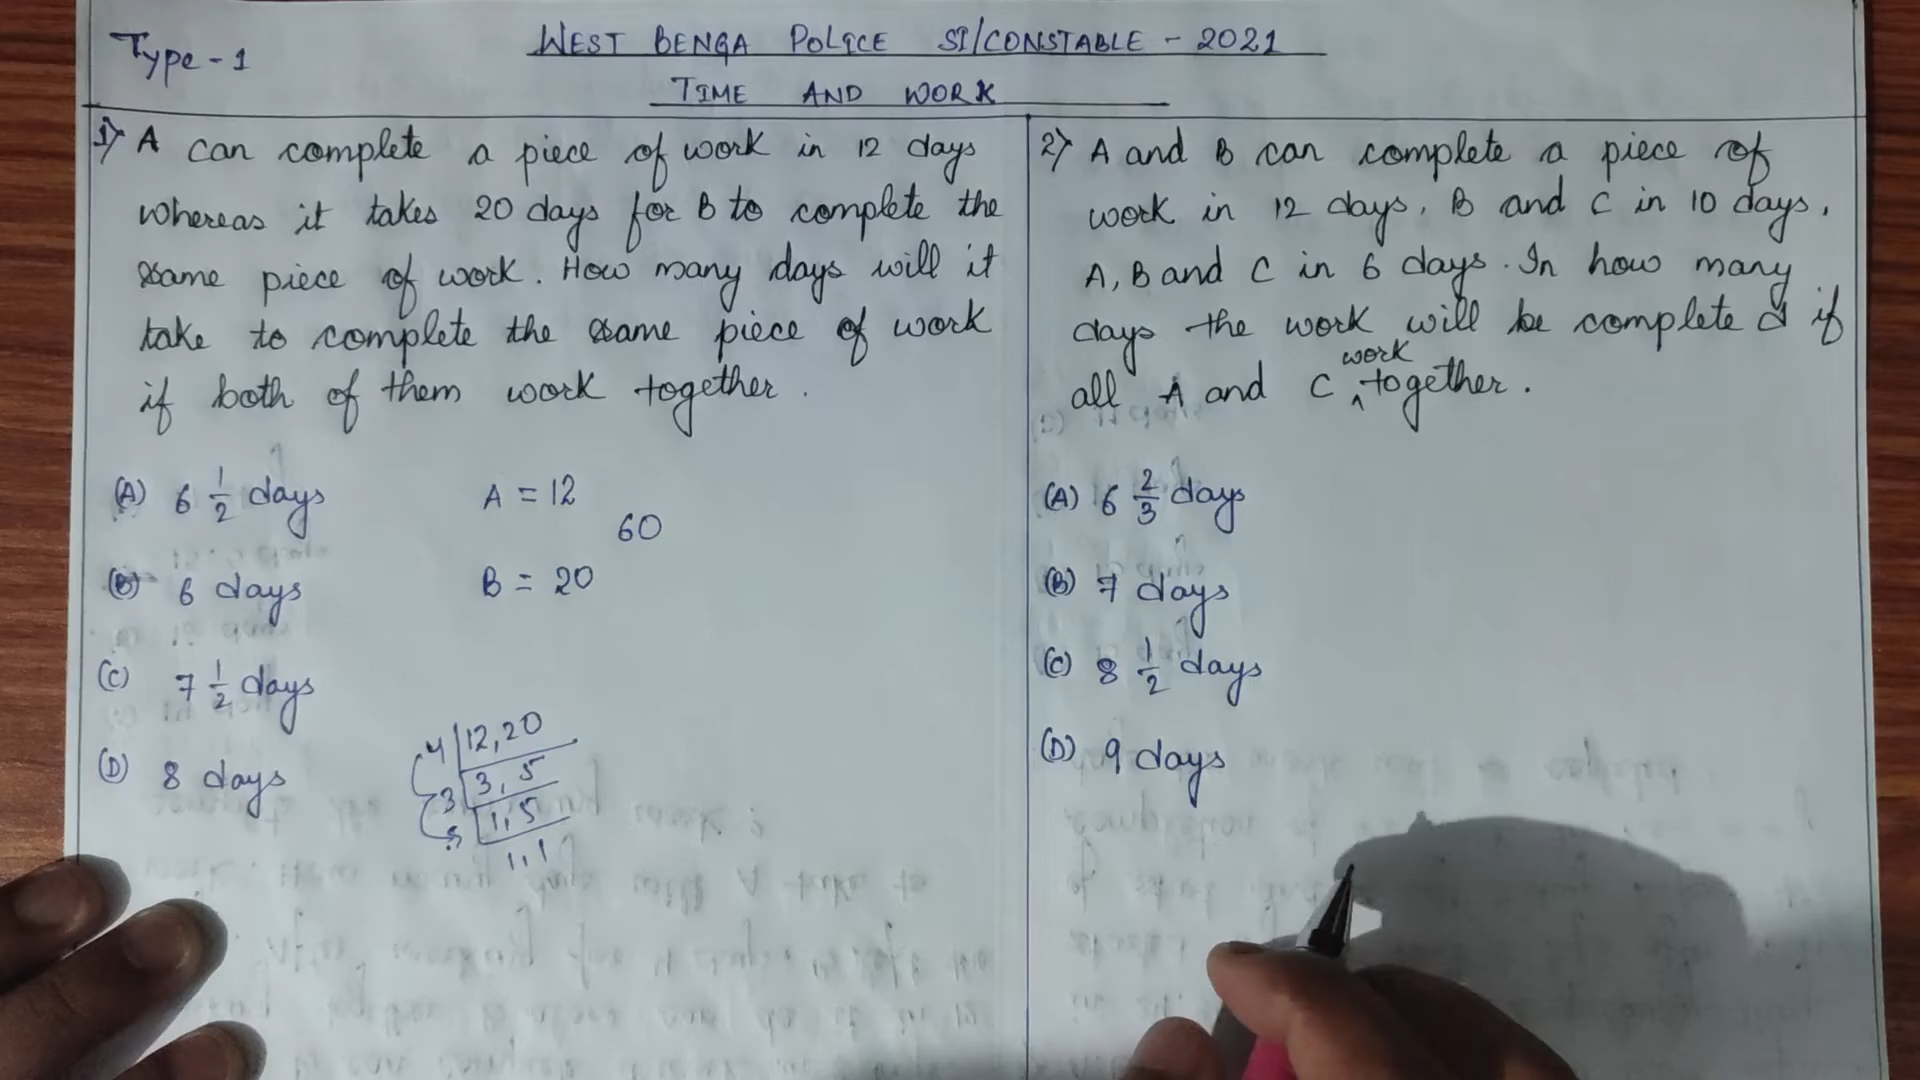 Type-1
WEST BENGA POLICE SI/CONSTABLE - 2021
TIME AND WORK
1) A can complete a piece of work in 12 days
whereas it takes 20 days for B to complete the
same piece of work. How many days will it
take to complete the same piece of work
if both of them work together.
(A) 6 1/2 days
(B) 6 days
(C) 7 1/2 days
(D) 8 days
A = 12
60
B = 20
4 | 12, 20
3 | 3, 5
5 | 1, 5
1, 1
2) A and B can complete a piece of
work in 12 days, B and C in 10 days,
A, B and C in 6 days. In how many
days the work will be complete d if
all A and C work together.
(A) 6 2/3 days
(B) 7 days
(C) 8 1/2 days
(D) 9 days